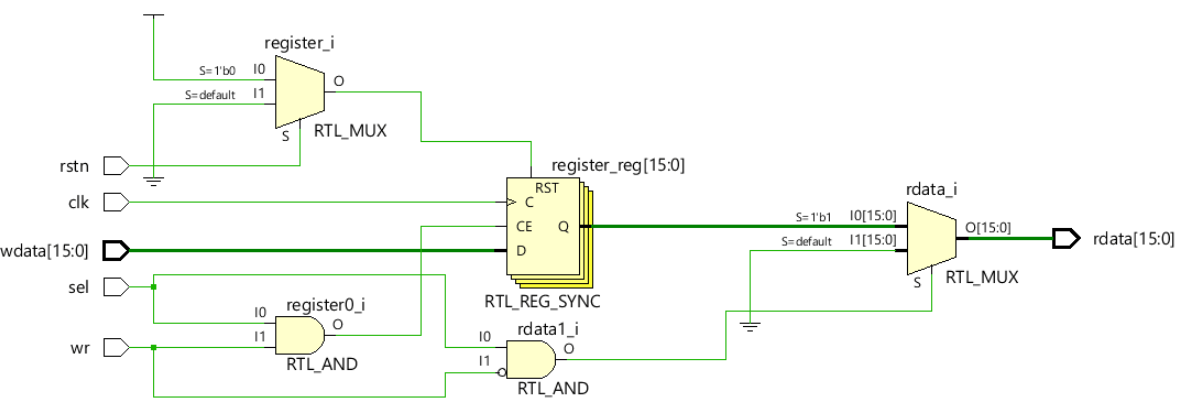 register_i
S=1'b0
I0
O
S=default
I1
S
RTL_MUX
rstn
register_reg[15:0]
RST
clk
C
CE
Q
wdata[15:0]
D
RTL_REG_SYNC
rdata_i
S=1'b1
I0[15:0]
O[15:0]
S=default
I1[15:0]
rdata[15:0]
S
RTL_MUX
sel
register0_i
I0
O
I1
wr
RTL_AND
rdata1_i
I0
O
I1
RTL_AND